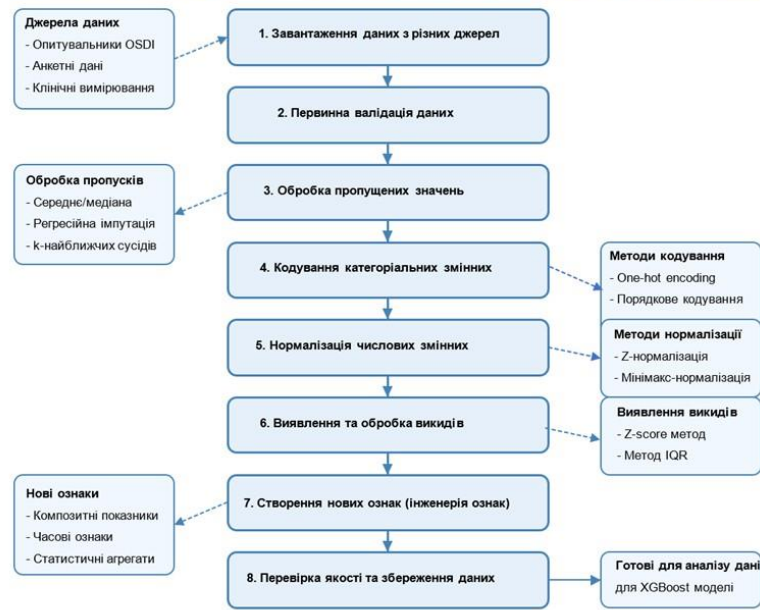 Джерела даних
- Опитувальники OSDI
- Анкетні дані
- Клінічні вимірювання
1. Завантаження даних з різних джерел
2. Первинна валідація даних
Обробка пропусків
- Середнє/медіана
- Регресійна імпутація
- k-найближчих сусідів
3. Обробка пропущених значень
4. Кодування категоріальних змінних
Методи кодування
- One-hot encoding
- Порядкове кодування
5. Нормалізація числових змінних
Методи нормалізації
- Z-нормалізація
- Мінімакс-нормалізація
6. Виявлення та обробка викидів
Виявлення викидів
- Z-score метод
- Метод IQR
Нові ознаки
- Композитні показники
- Часові ознаки
- Статистичні агрегати
7. Створення нових ознак (інженерія ознак)
8. Перевірка якості та збереження даних
Готові для аналізу дані
для XGBoost моделі